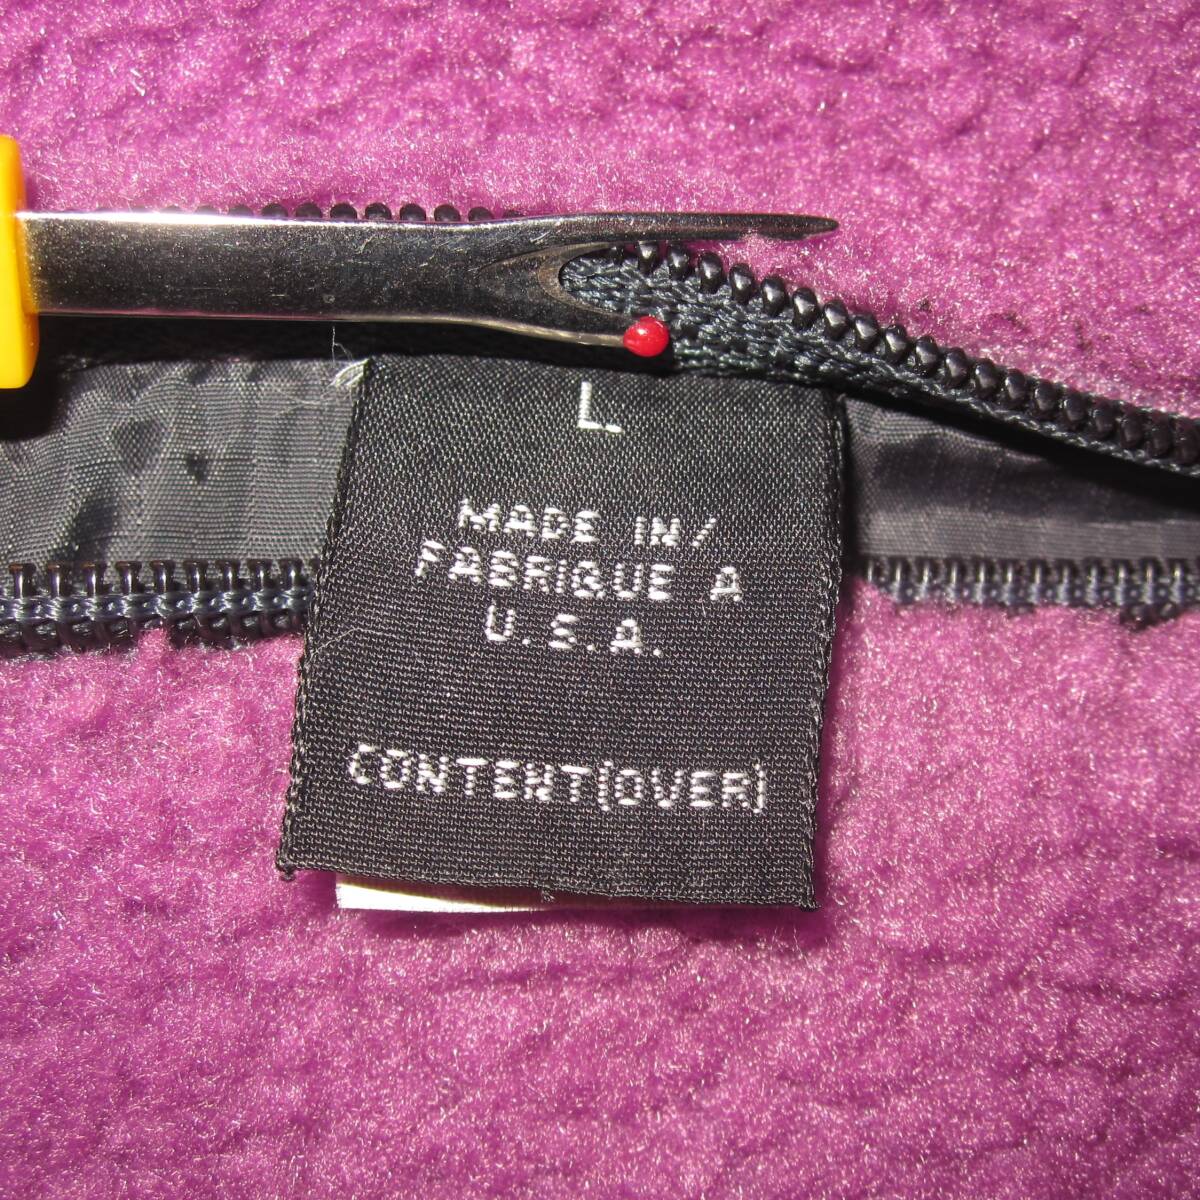 L
MADE IN/
FABRIQUE A
U.S.A.
CONTENT(OVER)